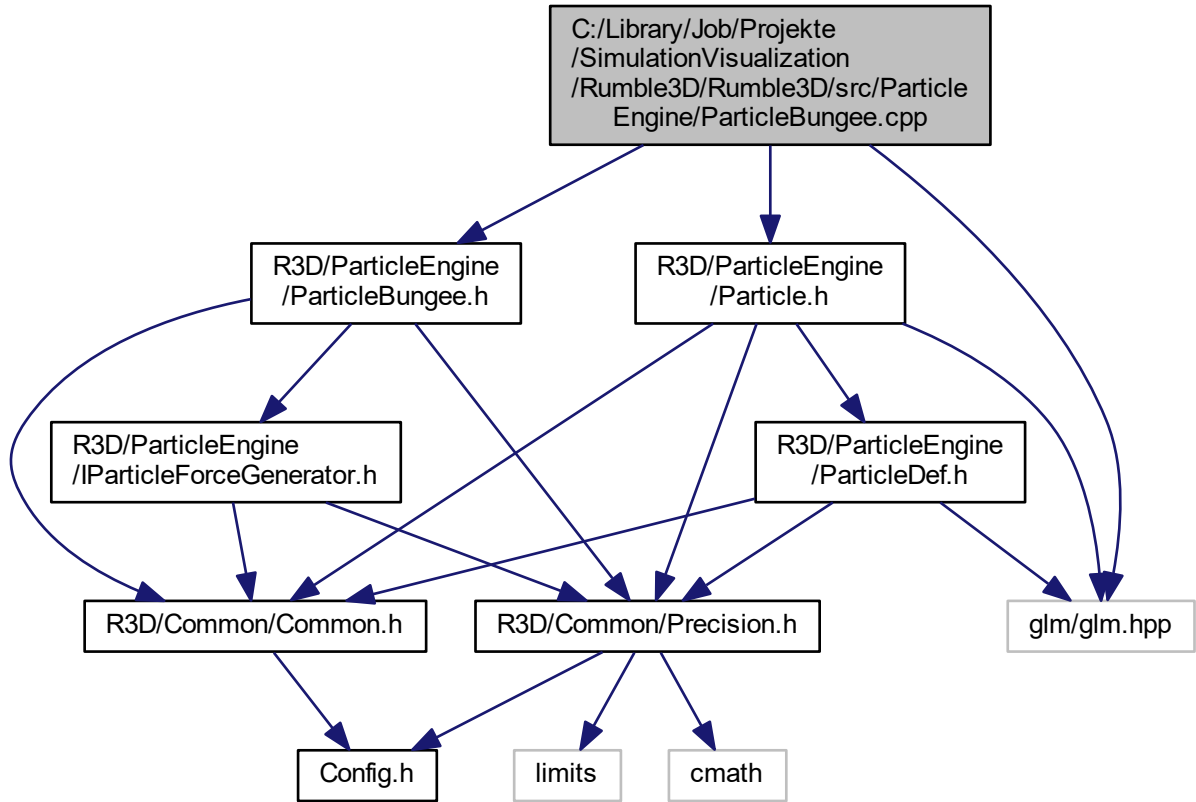 C:/Library/Job/Projekte
/SimulationVisualization
/Rumble3D/Rumble3D/src/Particle
Engine/ParticleBungee.cpp
R3D/ParticleEngine
/ParticleBungee.h
R3D/ParticleEngine
/Particle.h
R3D/ParticleEngine
/IParticleForceGenerator.h
R3D/ParticleEngine
/ParticleDef.h
R3D/Common/Common.h
R3D/Common/Precision.h
glm/glm.hpp
Config.h
limits
cmath